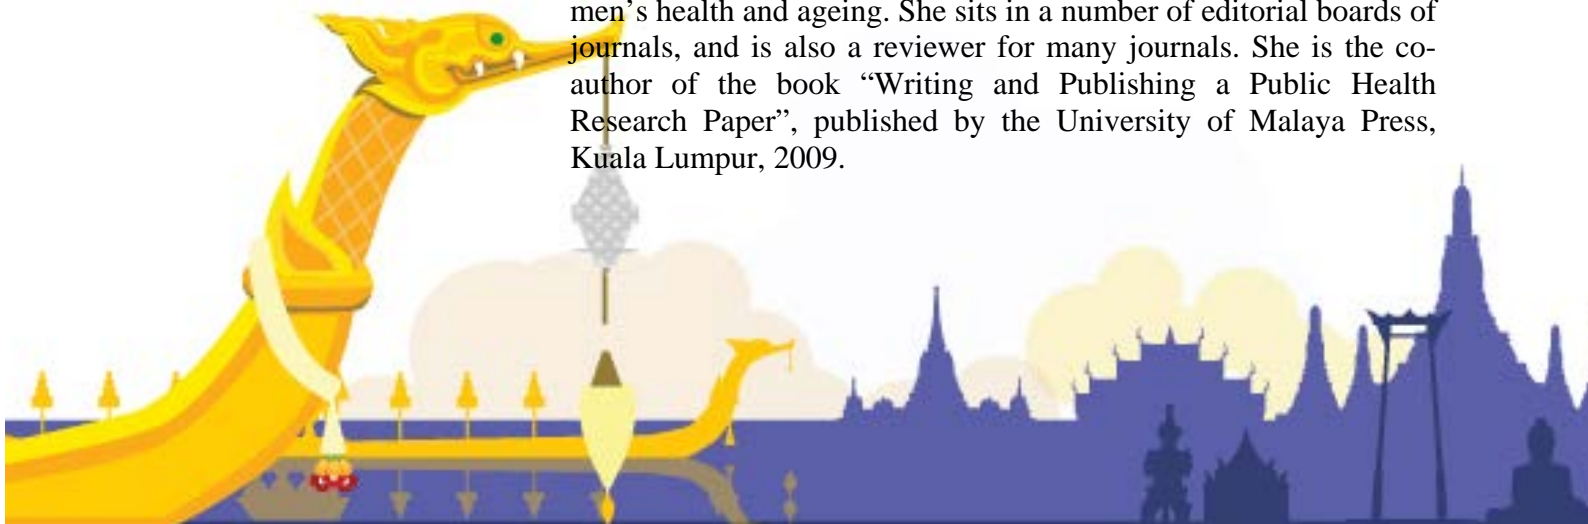 men’s health and ageing. She sits in a number of editorial boards of
journals, and is also a reviewer for many journals. She is the co-
author of the book “Writing and Publishing a Public Health
Research Paper”, published by the University of Malaya Press,
Kuala Lumpur, 2009.